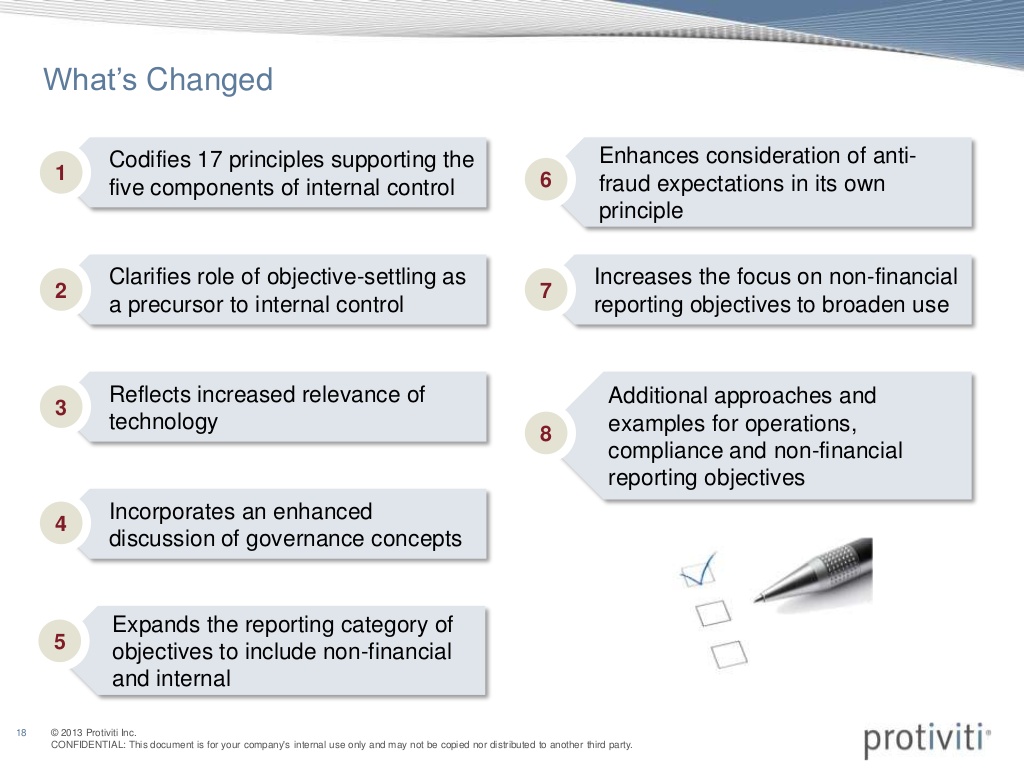 What's Changed
1
Codifies 17 principles supporting the
five components of internal control
2
Clarifies role of objective-settling as
a precursor to internal control
3
Reflects increased relevance of
technology
4
Incorporates an enhanced
discussion of governance concepts
5
Expands the reporting category of
objectives to include non-financial
and internal
6
Enhances consideration of anti-
fraud expectations in its own
principle
7
Increases the focus on non-financial
reporting objectives to broaden use
8
Additional approaches and
examples for operations,
compliance and non-financial
reporting objectives
18
© 2013 Protiviti Inc.
CONFIDENTIAL: This document is for your company's internal use only and may not be copied nor distributed to another third party.
protiviti®